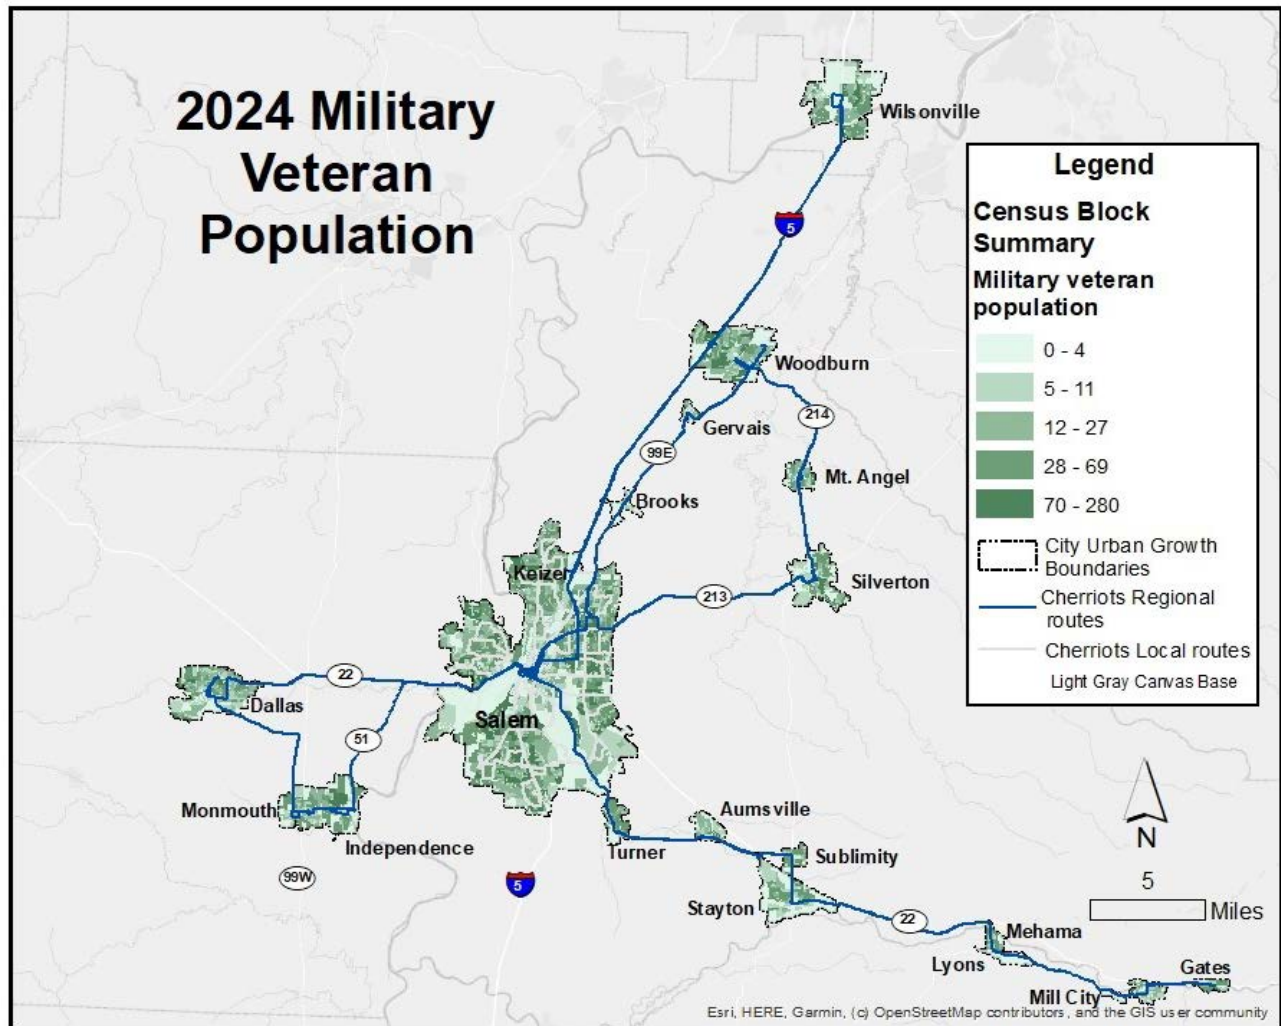 2024 Military
Veteran
Population
Wilsonville
5
Legend
Census Block
Summary
Military veteran
population
0 - 4
5 - 11
12 - 27
28 - 69
70 - 280
City Urban Growth
Boundaries
Cherriots Regional
routes
Cherriots Local routes
Light Gray Canvas Base
Woodburn
214
Gervais
99E
Mt. Angel
Brooks
Keizer
Silverton
213
22
Dallas
Salem
51
Monmouth
Independence
Turner
Aumsville
Sublimity
99W
5
Stayton
22
N
5
Miles
Mehama
Lyons
Gates
Mill City
Esri, HERE, Garmin, (c) OpenStreetMap contributors, and the GIS user community